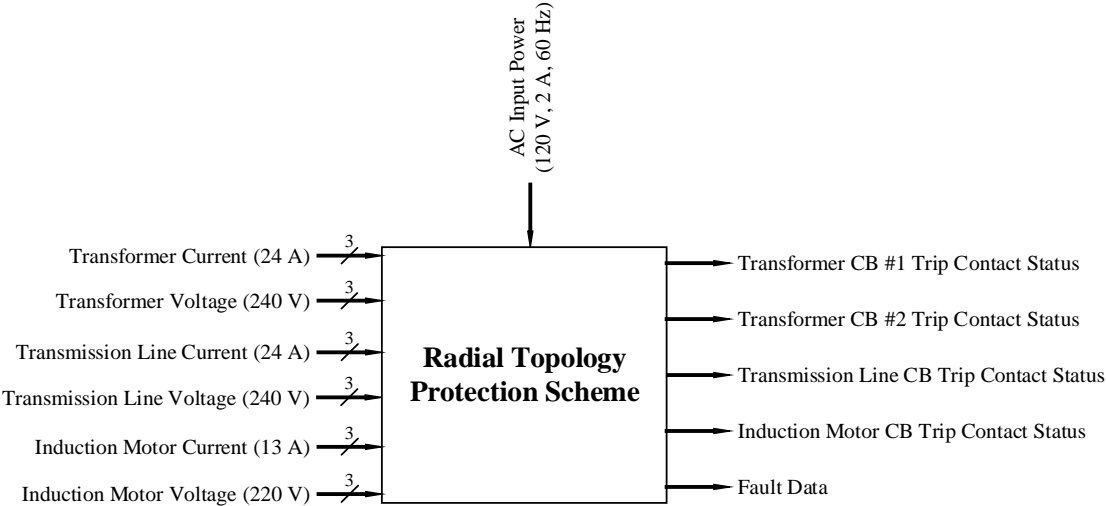 AC Input Power
(120 V, 2 A, 60 Hz)
3
Transformer Current (24 A)
3
Transformer Voltage (240 V)
3
Transmission Line Current (24 A)
3
Transmission Line Voltage (240 V)
3
Induction Motor Current (13 A)
3
Induction Motor Voltage (220 V)
Radial Topology
Protection Scheme
Transformer CB #1 Trip Contact Status
Transformer CB #2 Trip Contact Status
Transmission Line CB Trip Contact Status
Induction Motor CB Trip Contact Status
Fault Data